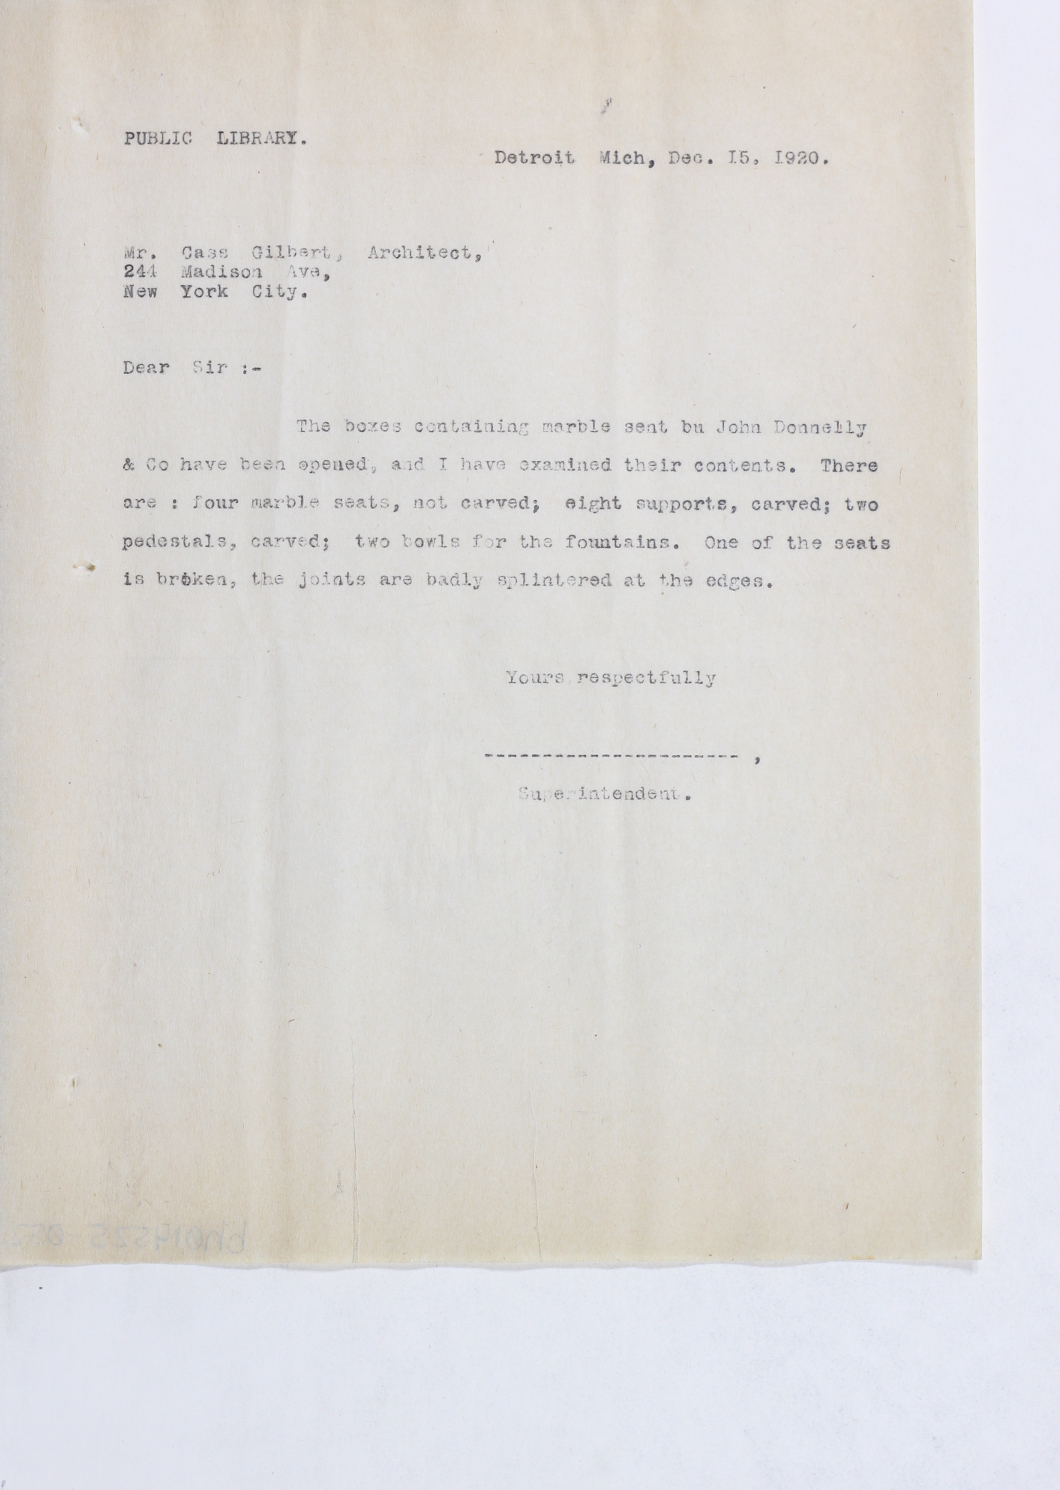 PUBLIC LIBRARY.
Detroit Mich, Dec. I5, I920.
Mr. Cass Gilbert, Architect,
244 Madison Ave,
New York City.
Dear Sir :-
The boxes containing marble sent bu John Donnelly
& Co have been opened, and I have examined their contents. There
are : four marble seats, not carved; eight supports, carved; two
pedestals, carved; two bowls for the fountains. One of the seats
is broken, the joints are badly splintered at the edges.
Yours respectfully
---------------------- ,
Superintendent.